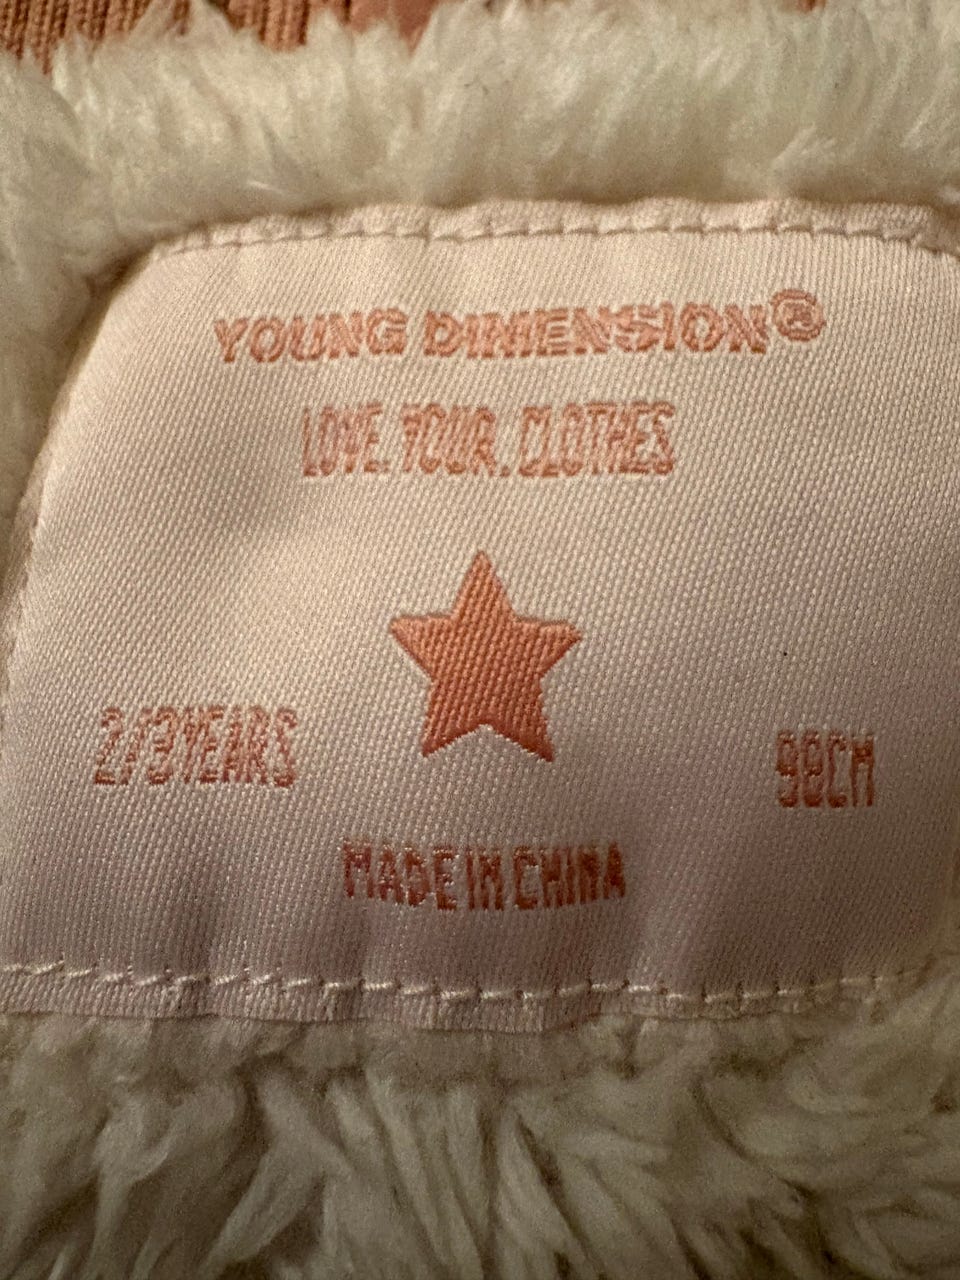 YOUNG DIMENSION®
LOVE. YOUR. CLOTHES
2/3YEARS
98CM
MADE IN CHINA